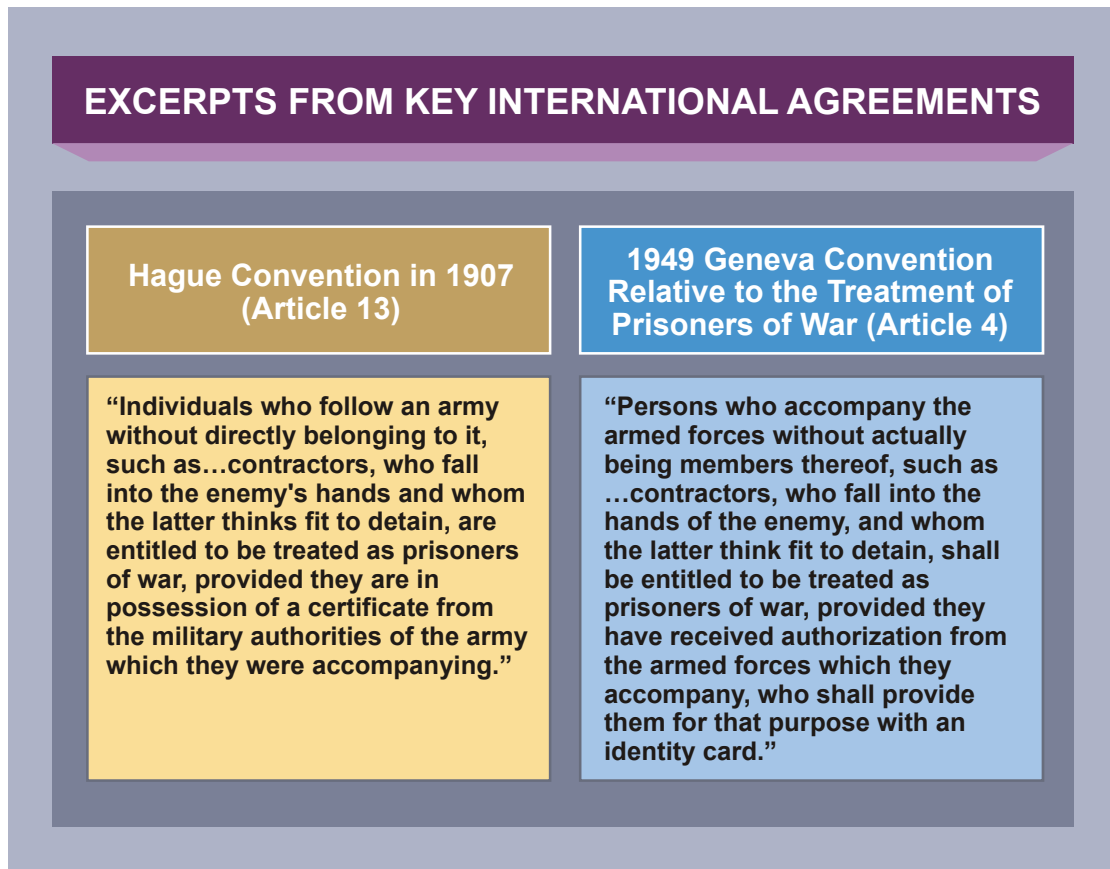 EXCERPTS FROM KEY INTERNATIONAL AGREEMENTS
Hague Convention in 1907
(Article 13)
“Individuals who follow an army
without directly belonging to it,
such as…contractors, who fall
into the enemy's hands and whom
the latter thinks fit to detain, are
entitled to be treated as prisoners
of war, provided they are in
possession of a certificate from
the military authorities of the army
which they were accompanying.”
1949 Geneva Convention
Relative to the Treatment of
Prisoners of War (Article 4)
“Persons who accompany the
armed forces without actually
being members thereof, such as
…contractors, who fall into the
hands of the enemy, and whom
the latter think fit to detain, shall
be entitled to be treated as
prisoners of war, provided they
have received authorization from
the armed forces which they
accompany, who shall provide
them for that purpose with an
identity card.”